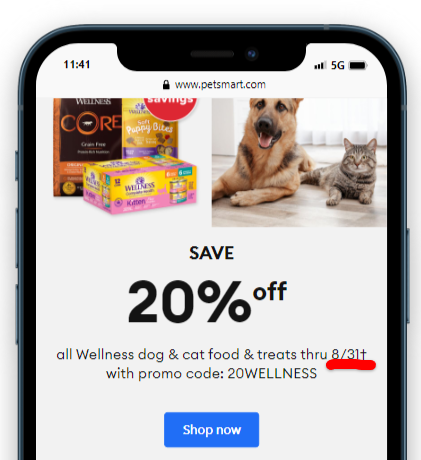 11:41
5G
www.petsmart.com
WELLNESS
savings
CORE
WELLNESS
Puppy Bites
Grain Free
WELLNESS
Kitten
SAVE
20% off
all Wellness dog & cat food & treats thru 8/31†
with promo code: 20WELLNESS
Shop now